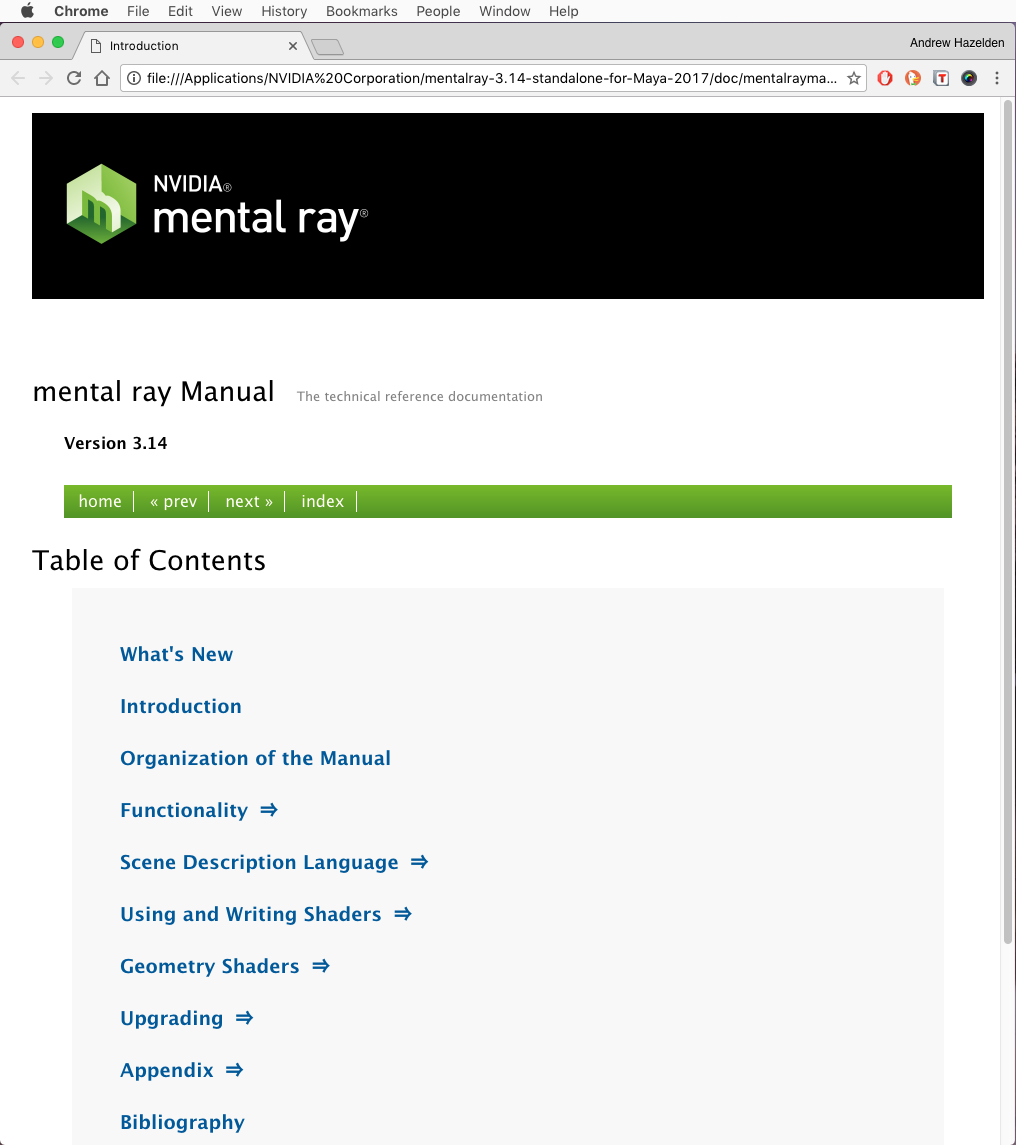 Chrome File Edit View History Bookmarks People Window Help
Introduction
Andrew Hazelden
file:///Applications/NVIDIA%20Corporation/mentalray-3.14-standalone-for-Maya-2017/doc/mentalrayma...
NVIDIA®
mental ray®
mental ray Manual The technical reference documentation
Version 3.14
home « prev next » index
Table of Contents
What's New
Introduction
Organization of the Manual
Functionality ⇒
Scene Description Language ⇒
Using and Writing Shaders ⇒
Geometry Shaders ⇒
Upgrading ⇒
Appendix ⇒
Bibliography